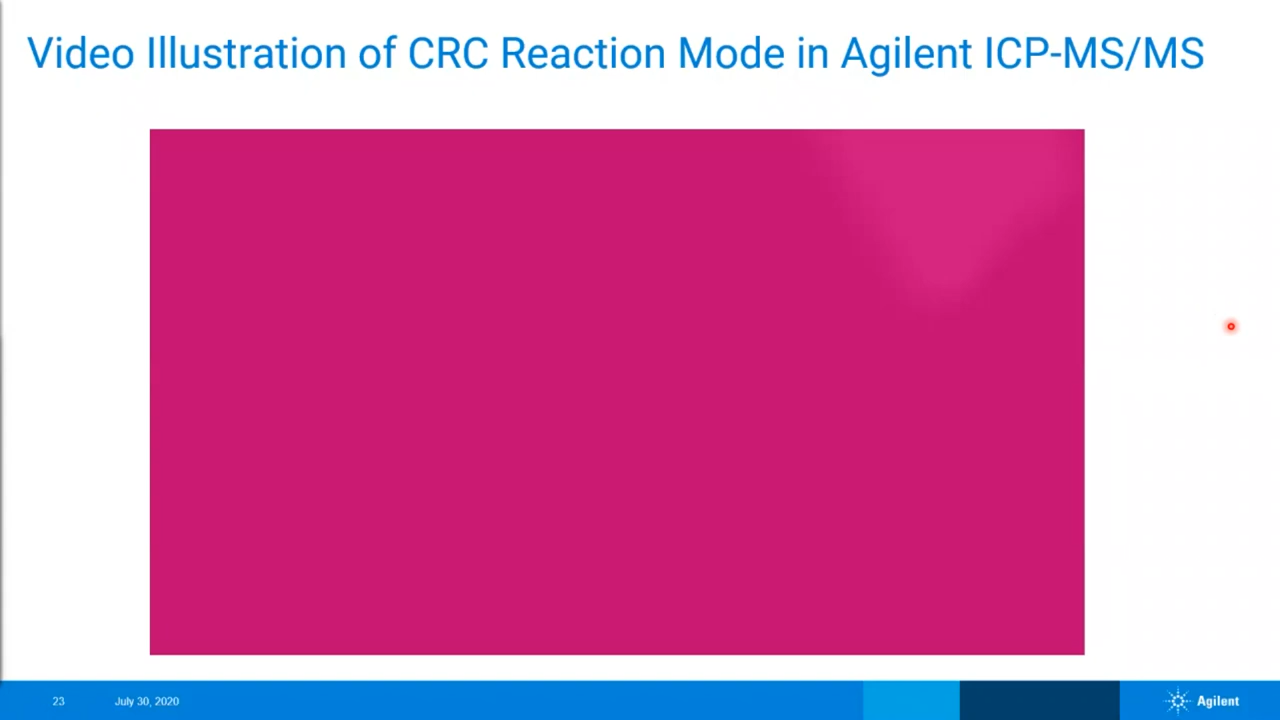 Video Illustration of CRC Reaction Mode in Agilent ICP-MS/MS
23
July 30, 2020
Agilent